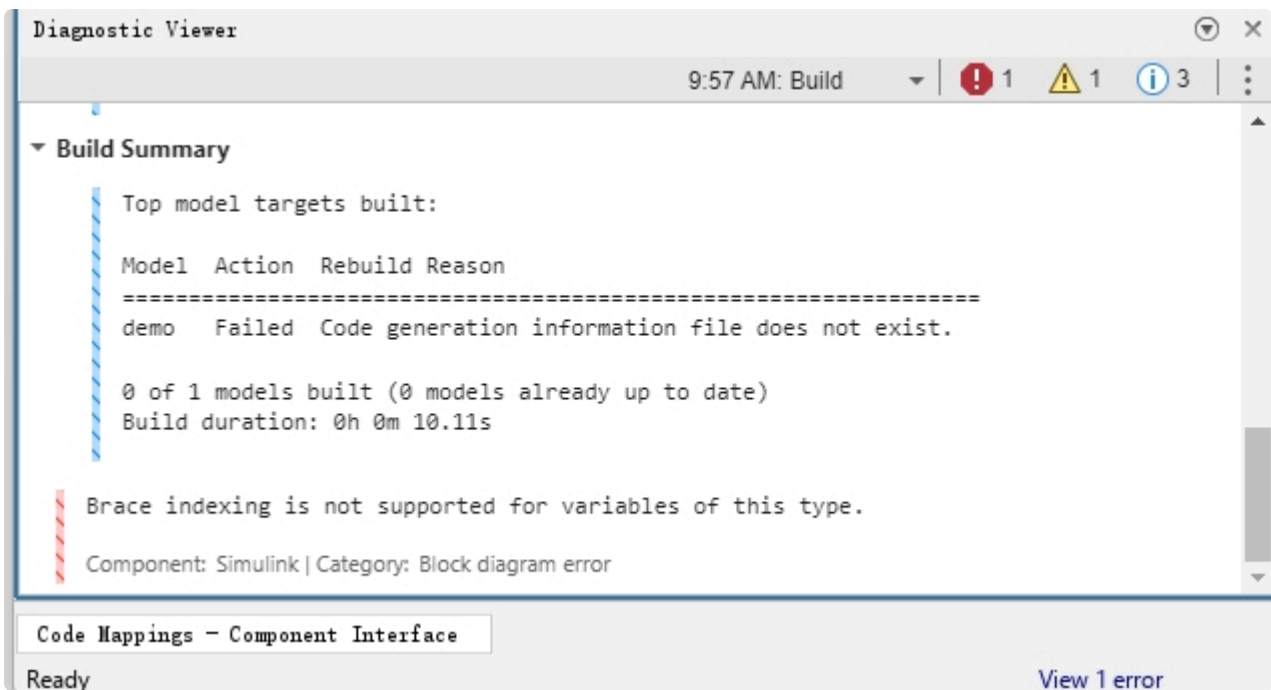 Diagnostic Viewer
9:57 AM: Build 1 1 3
Build Summary
Top model targets built:
Model Action Rebuild Reason
=================================================================
demo Failed Code generation information file does not exist.
0 of 1 models built (0 models already up to date)
Build duration: 0h 0m 10.11s
Brace indexing is not supported for variables of this type.
Component: Simulink | Category: Block diagram error
Code Mappings - Component Interface
Ready View 1 error